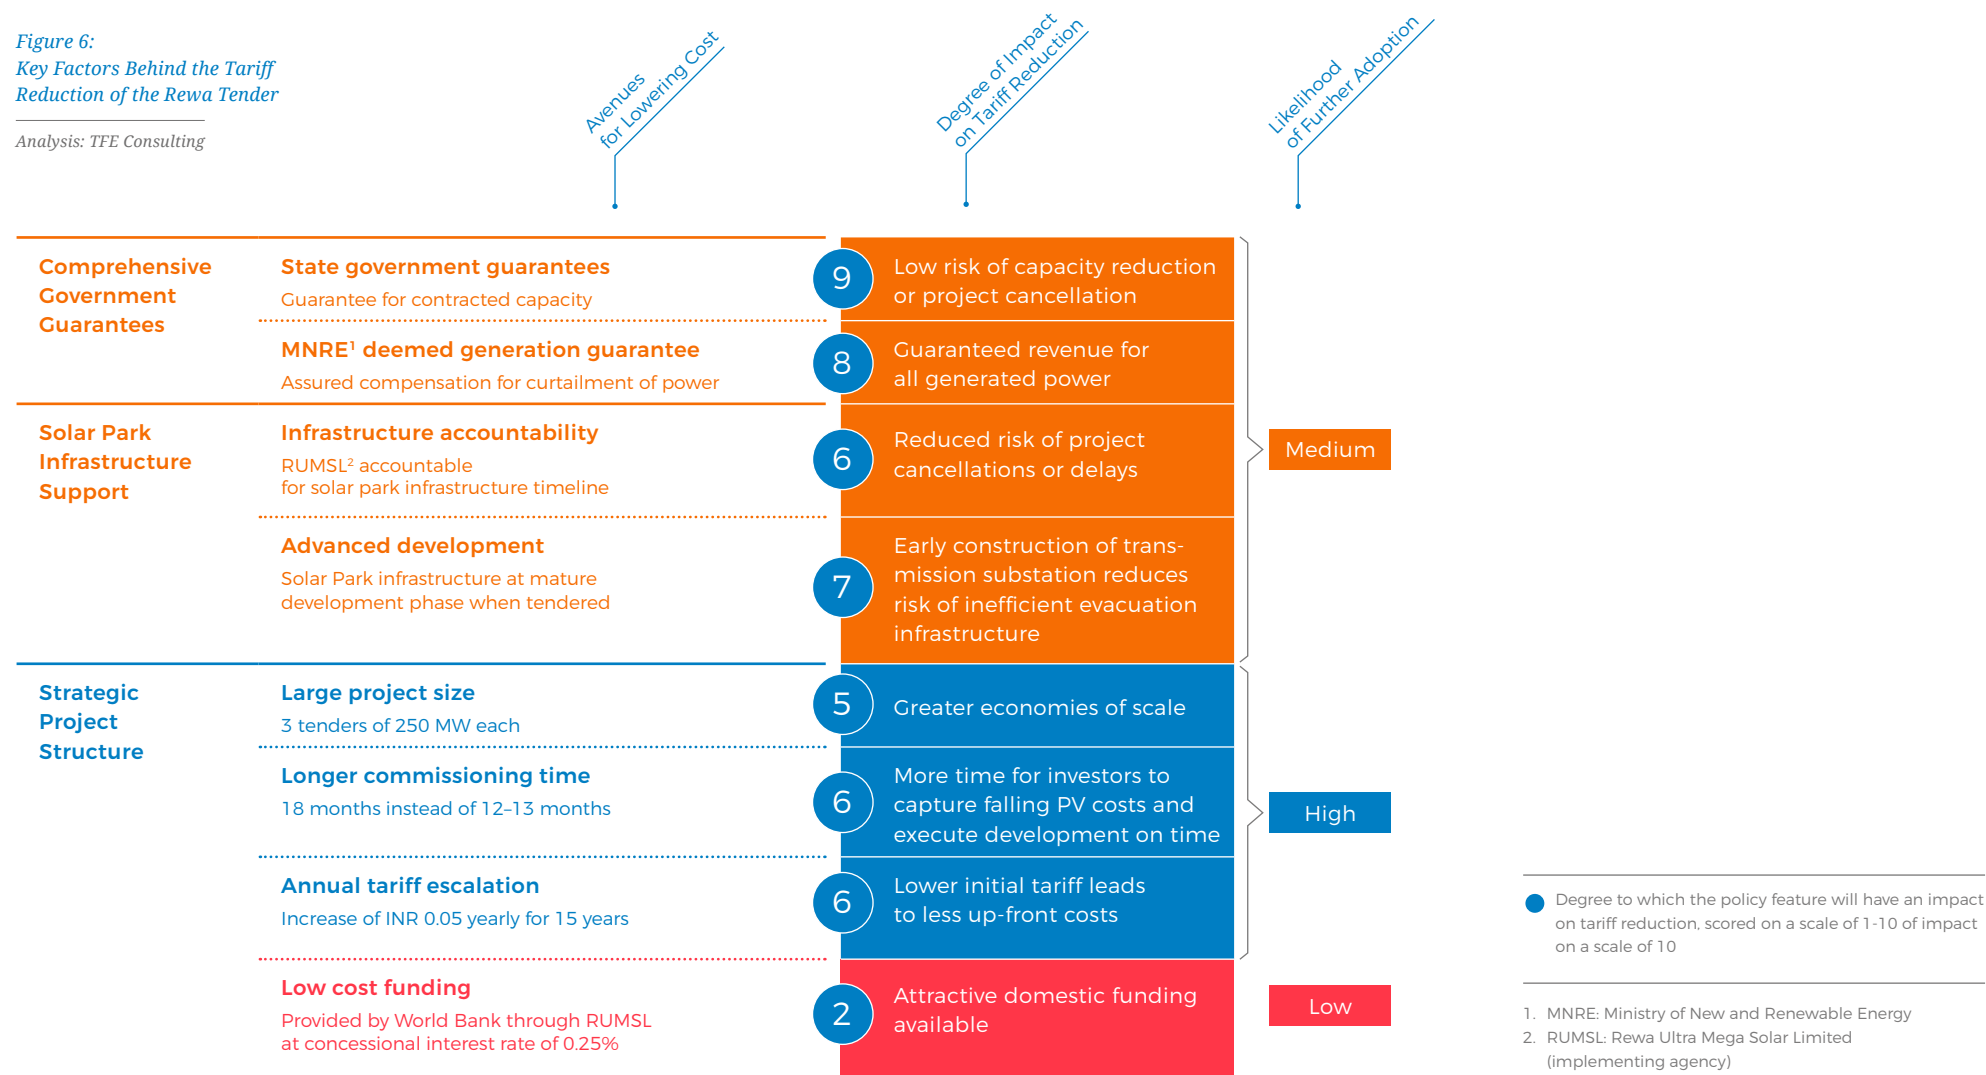 Figure 6:
Key Factors Behind the Tariff
Reduction of the Rewa Tender
Analysis: TFE Consulting
Avenues
for Lowering Cost
Degree of Impact
on Tariff Reduction
Likelihood
of Further Adoption
Comprehensive
Government
Guarantees
State government guarantees
Guarantee for contracted capacity
9
Low risk of capacity reduction
or project cancellation
MNRE¹ deemed generation guarantee
Assured compensation for curtailment of power
8
Guaranteed revenue for
all generated power
Solar Park
Infrastructure
Support
Infrastructure accountability
RUMSL² accountable
for solar park infrastructure timeline
6
Reduced risk of project
cancellations or delays
Medium
Advanced development
Solar Park infrastructure at mature
development phase when tendered
7
Early construction of trans-
mission substation reduces
risk of inefficient evacuation
infrastructure
Strategic
Project
Structure
Large project size
3 tenders of 250 MW each
5
Greater economies of scale
Longer commissioning time
18 months instead of 12–13 months
6
More time for investors to
capture falling PV costs and
execute development on time
High
Annual tariff escalation
Increase of INR 0.05 yearly for 15 years
6
Lower initial tariff leads
to less up-front costs
Low cost funding
Provided by World Bank through RUMSL
at concessional interest rate of 0.25%
2
Attractive domestic funding
available
Low
Degree to which the policy feature will have an impact
on tariff reduction, scored on a scale of 1-10 of impact
on a scale of 10
1. MNRE: Ministry of New and Renewable Energy
2. RUMSL: Rewa Ultra Mega Solar Limited
(implementing agency)